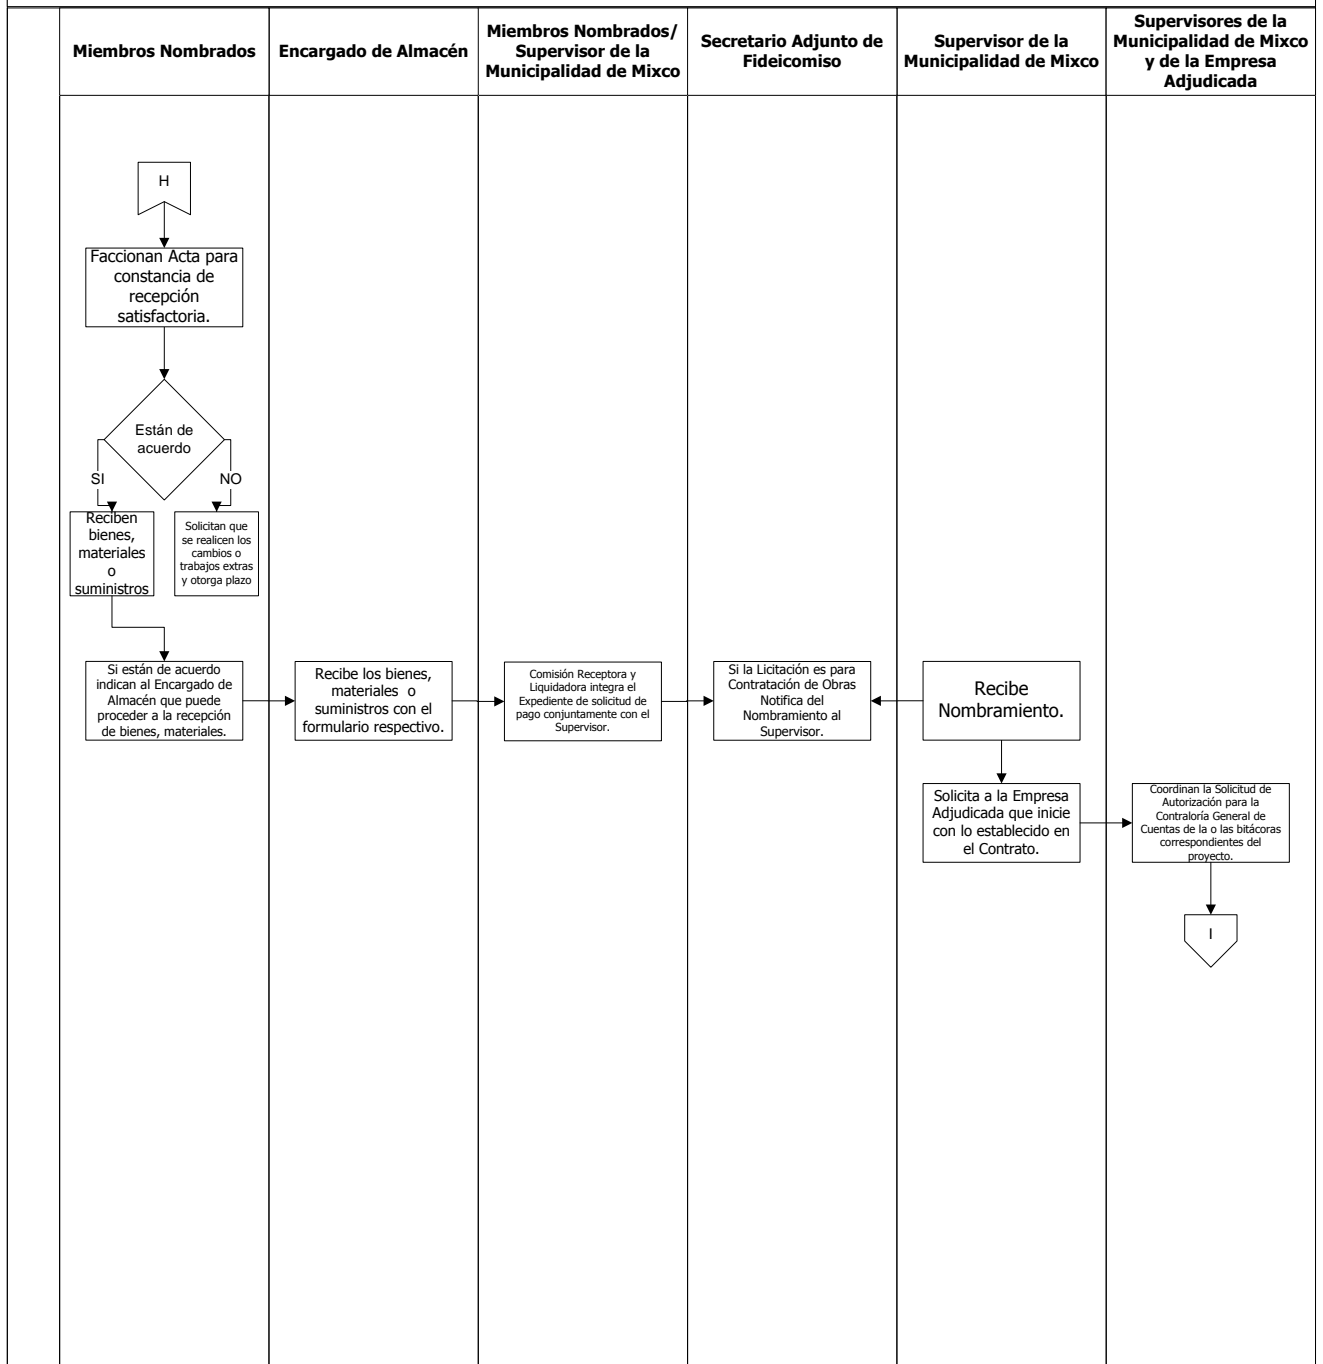 Miembros Nombrados
Encargado de Almacén
Miembros Nombrados/
Supervisor de la
Municipalidad de Mixco
Secretario Adjunto de
Fideicomiso
Supervisor de la
Municipalidad de Mixco
Supervisores de la
Municipalidad de Mixco
y de la Empresa
Adjudicada
H
Faccionan Acta para
constancia de
recepción
satisfactoria.
Están de
acuerdo
SI
NO
Reciben
bienes,
materiales
o
suministros
Solicitan que
se realicen los
cambios o
trabajos extras
y otorga plazo
Si están de acuerdo
indican al Encargado de
Almacén que puede
proceder a la recepción
de bienes, materiales.
Recibe los bienes,
materiales o
suministros con el
formulario respectivo.
Comisión Receptora y
Liquidadora integra el
Expediente de solicitud de
pago conjuntamente con el
Supervisor.
Si la Licitación es para
Contratación de Obras
Notifica del
Nombramiento al
Supervisor.
Recibe
Nombramiento.
Solicita a la Empresa
Adjudicada que inicie
con lo establecido en
el Contrato.
Coordinan la Solicitud de
Autorización para la
Contraloría General de
Cuentas de la o las bitácoras
correspondientes del
proyecto.
I